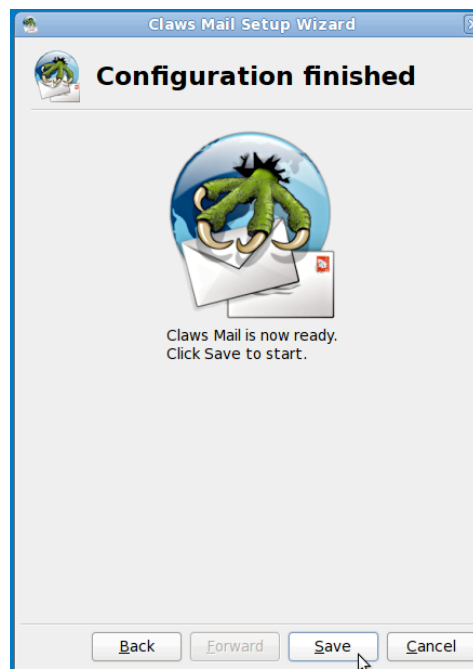 Claws Mail Setup Wizard
Configuration finished
Claws Mail is now ready.
Click Save to start.
Back Forward Save Cancel